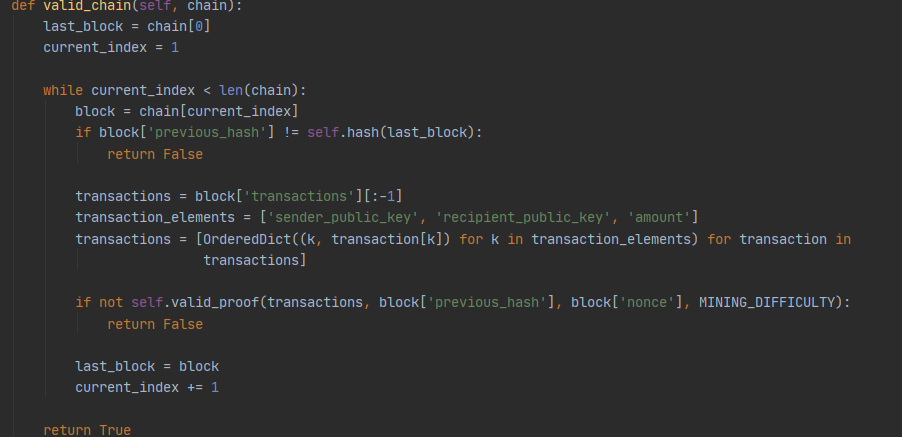 def valid_chain(self, chain):
    last_block = chain[0]
    current_index = 1

    while current_index < len(chain):
        block = chain[current_index]
        if block['previous_hash'] != self.hash(last_block):
            return False

        transactions = block['transactions'][:-1]
        transaction_elements = ['sender_public_key', 'recipient_public_key', 'amount']
        transactions = [OrderedDict((k, transaction[k]) for k in transaction_elements) for transaction in
                        transactions]

        if not self.valid_proof(transactions, block['previous_hash'], block['nonce'], MINING_DIFFICULTY):
            return False

        last_block = block
        current_index += 1

    return True